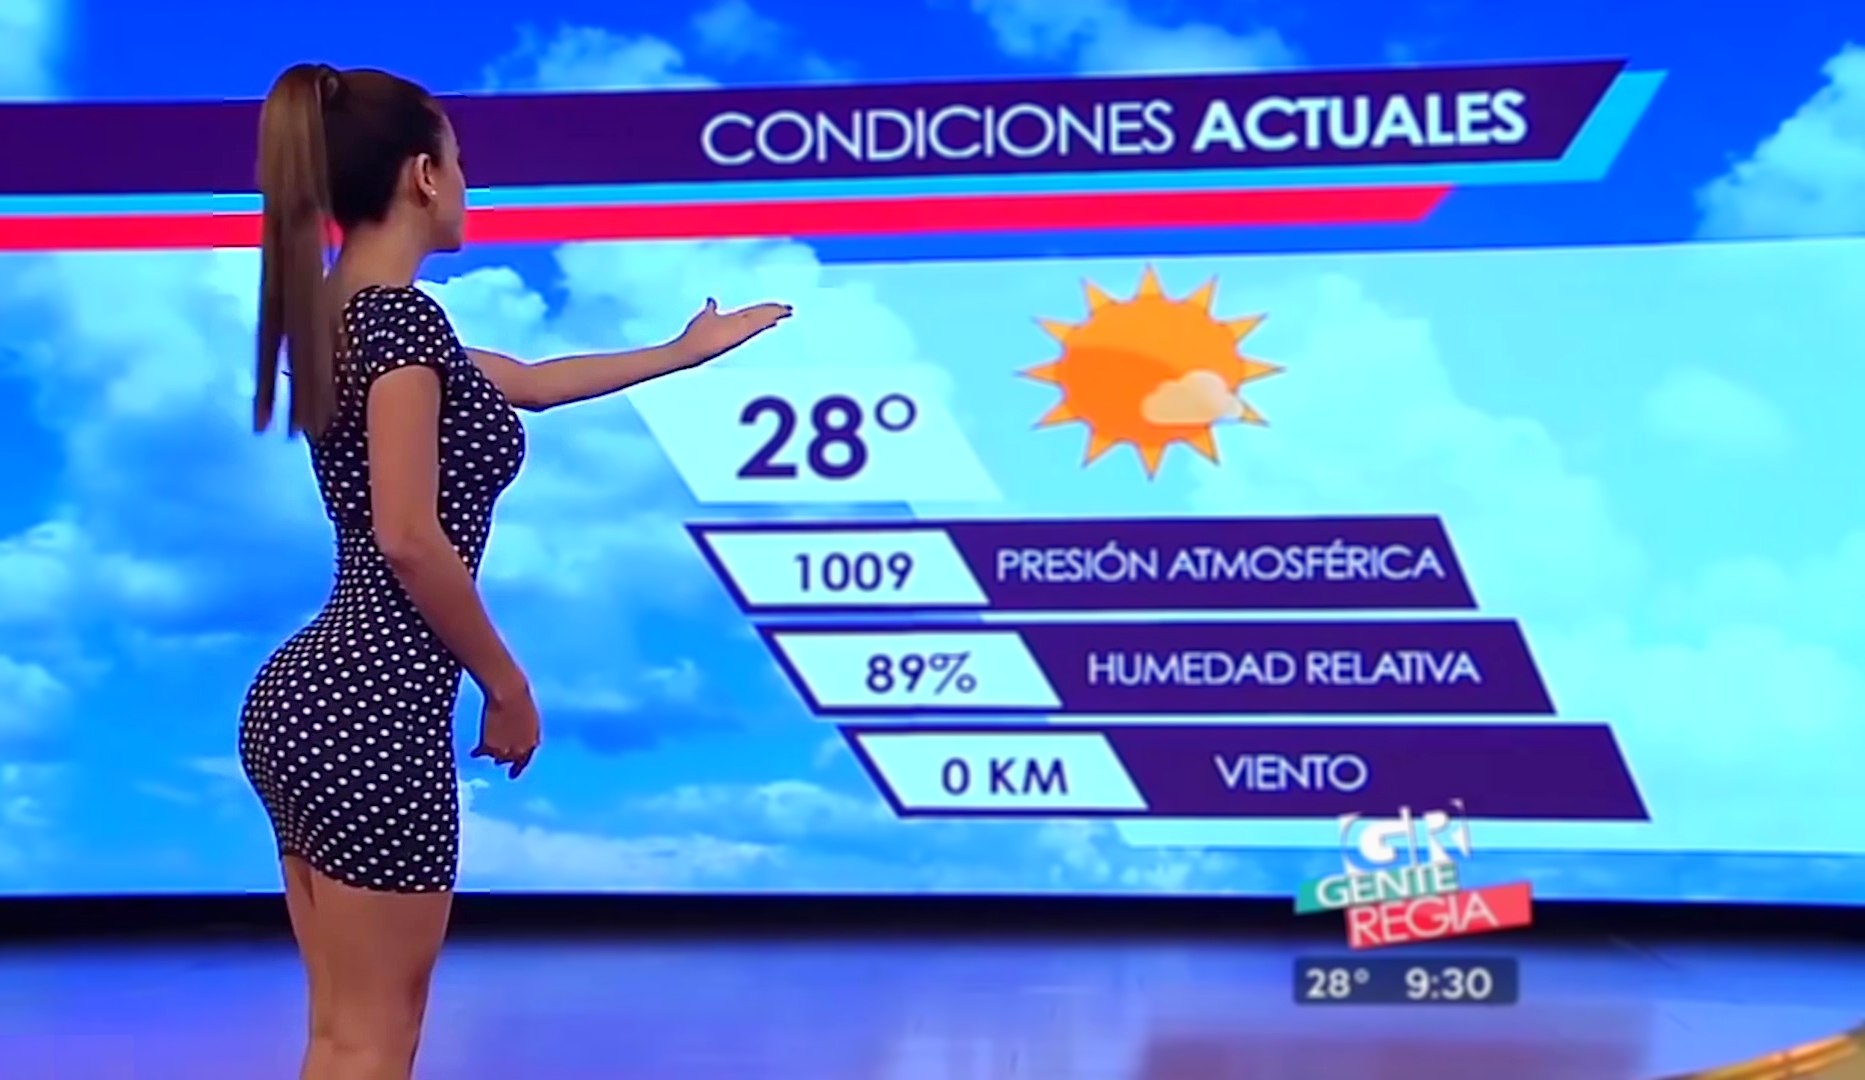 CONDICIONES ACTUALES
28°
1009 PRESIÓN ATMOSFÉRICA
89% HUMEDAD RELATIVA
0 KM VIENTO
GR
GENTE
REGIA
28° 9:30